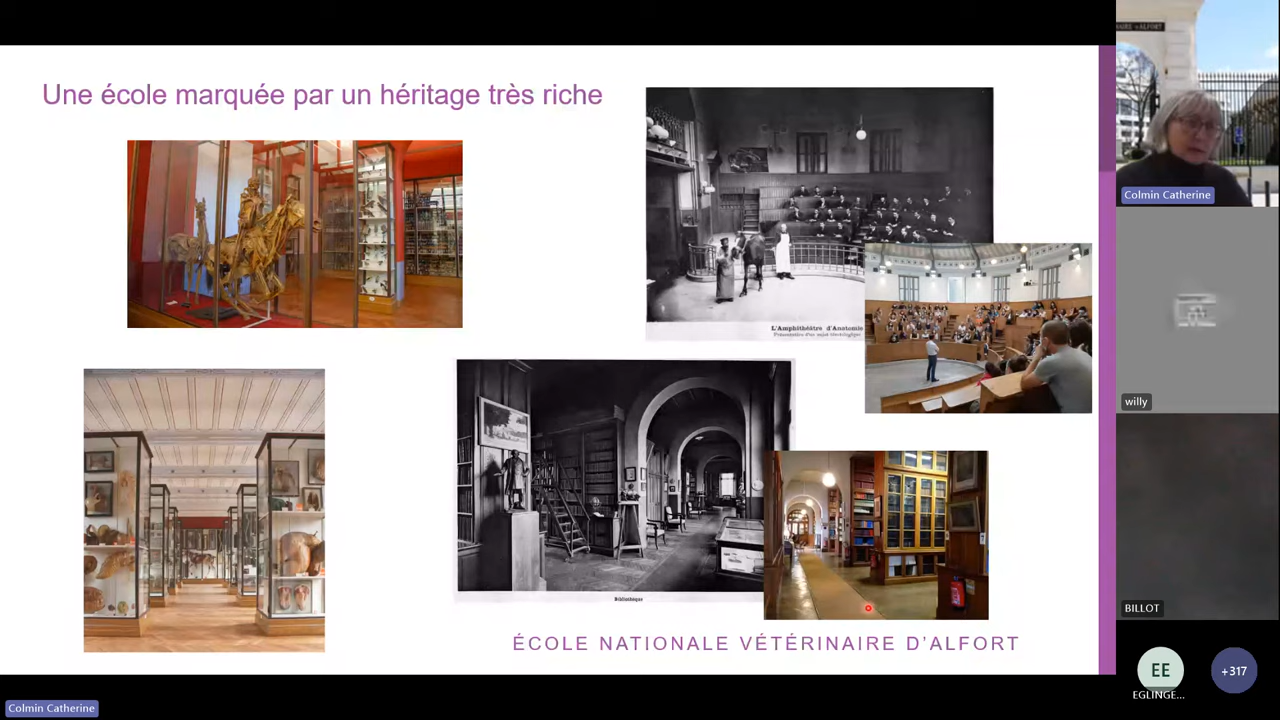 Une école marquée par un héritage très riche
L'Amphithéâtre d'Anatomie
Bibliothèque
ÉCOLE NATIONALE VÉTÉRINAIRE D'ALFORT
Colmin Catherine
willy
BILLOT
EE
EGLINGE...
+317
Colmin Catherine